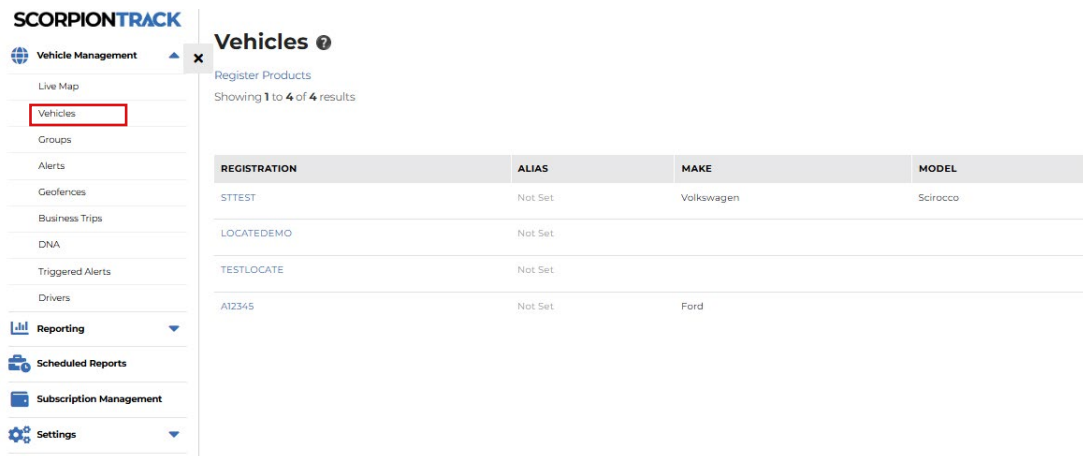 SCORPIONTRACK
Vehicle Management
Live Map
Vehicles
Groups
Alerts
Geofences
Business Trips
DNA
Triggered Alerts
Drivers
Reporting
Scheduled Reports
Subscription Management
Settings
×
Vehicles ?
Register Products
Showing 1 to 4 of 4 results
REGISTRATION ALIAS MAKE MODEL
STTEST Not Set Volkswagen Scirocco
LOCATEDEMO Not Set
TESTLOCATE Not Set
A12345 Not Set Ford